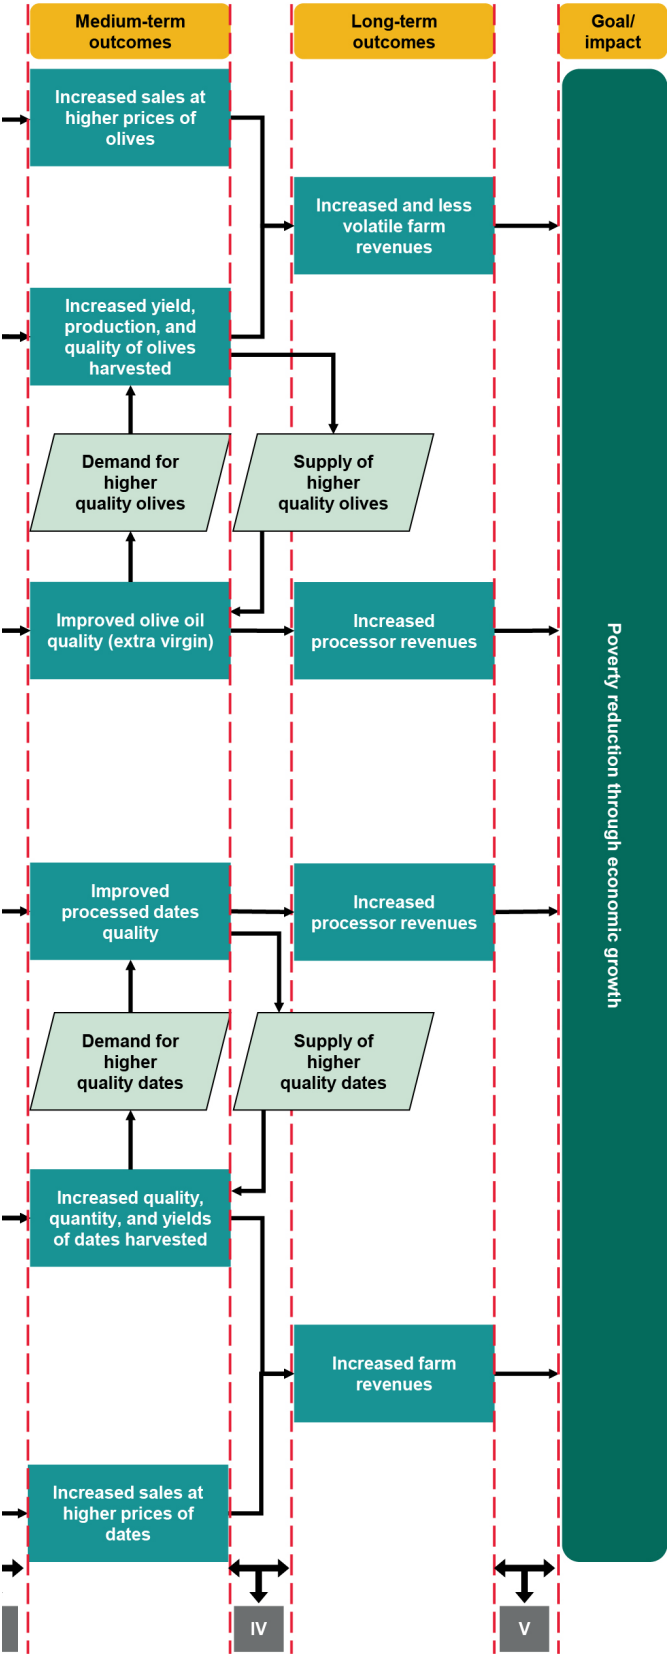 Medium-term
outcomes
Long-term
outcomes
Goal/
impact
Increased sales at
higher prices of
olives
Increased and less
volatile farm
revenues
Increased yield,
production, and
quality of olives
harvested
Demand for
higher
quality olives
Supply of
higher
quality olives
Improved olive oil
quality (extra virgin)
Increased
processor revenues
Poverty reduction through economic growth
Improved
processed dates
quality
Increased
processor revenues
Demand for
higher
quality dates
Supply of
higher
quality dates
Increased quality,
quantity, and yields
of dates harvested
Increased farm
revenues
Increased sales at
higher prices of
dates
IV
V